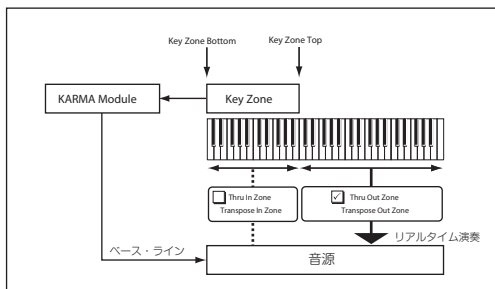 Key Zone Bottom
Key Zone Top
KARMA Module
Key Zone
Thru In Zone
Transpose In Zone
Thru Out Zone
Transpose Out Zone
リアルタイム演奏
ベース・ライン
音源